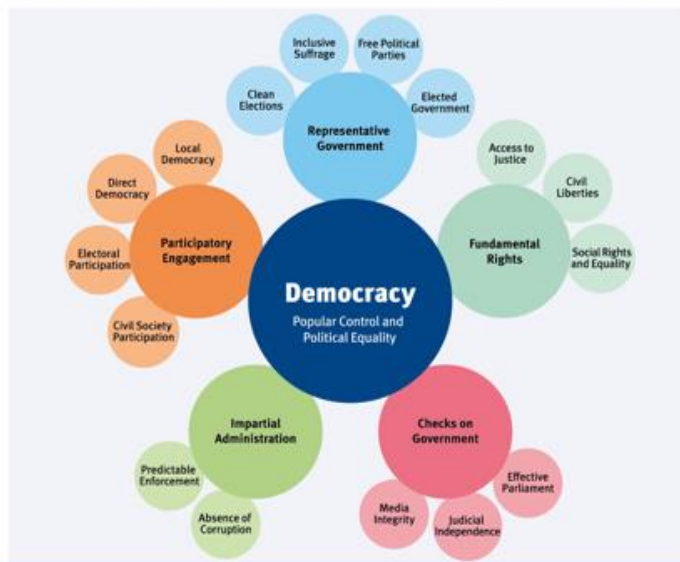 Inclusive
Suffrage
Free Political
Parties
Clean
Elections
Elected
Government
Representative
Government
Local
Democracy
Direct
Democracy
Electoral
Participation
Civil Society
Participation
Participatory
Engagement
Access to
Justice
Civil
Liberties
Social Rights
and Equality
Fundamental
Rights
Democracy
Popular Control and
Political Equality
Impartial
Administration
Predictable
Enforcement
Absence of
Corruption
Checks on
Government
Effective
Parliament
Media
Integrity
Judicial
Independence